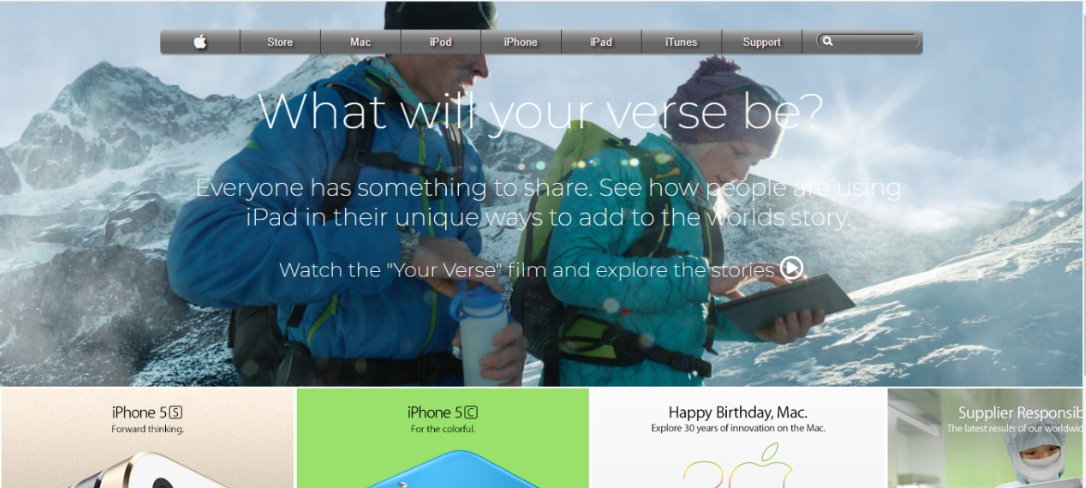 Store Mac iPod iPhone iPad iTunes Support
What will your verse be?
Everyone has something to share. See how people are using
iPad in their unique ways to add to the worlds story.
Watch the "Your Verse" film and explore the stories
iPhone 5S
Forward thinking.
iPhone 5C
For the colorful.
Happy Birthday, Mac.
Explore 30 years of innovation on the Mac.
30
Supplier Responsib
The latest results of our worldwid